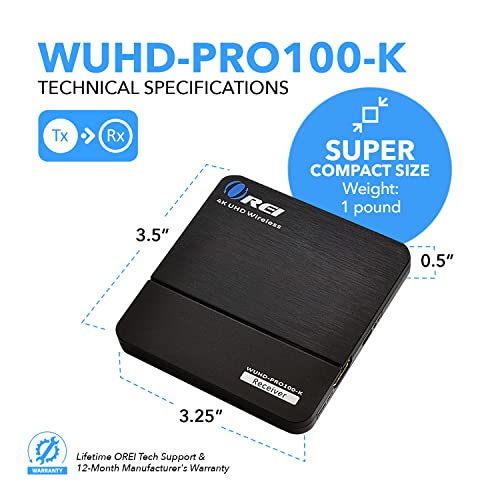 WUHD-PRO100-K
TECHNICAL SPECIFICATIONS
Tx
Rx
SUPER
COMPACT SIZE
Weight:
1 pound
3.5"
0.5"
OREI
4K UHD Wireless
WUHD-PRO100-K
Receiver
3.25"
WARRANTY
Lifetime OREI Tech Support &
12-Month Manufacturer's Warranty